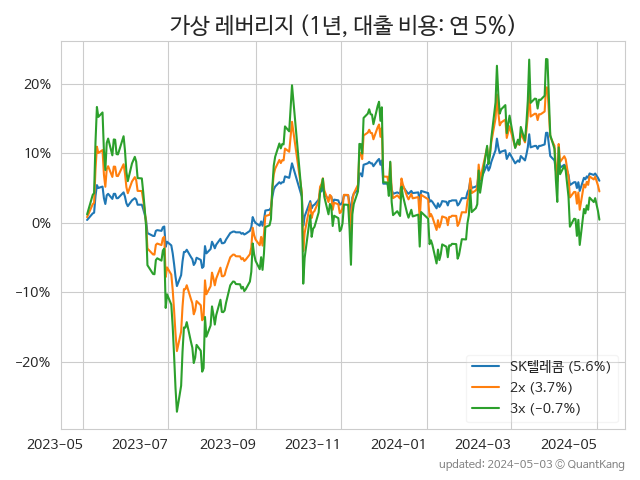 가상 레버리지 (1년, 대출 비용: 연 5%)
20%
10%
0%
−10%
−20%
SK텔레콤 (5.6%)
2x (3.7%)
3x (−0.7%)
2023-05 2023-07 2023-09 2023-11 2024-01 2024-03 2024-05
updated: 2024-05-03 © QuantKang